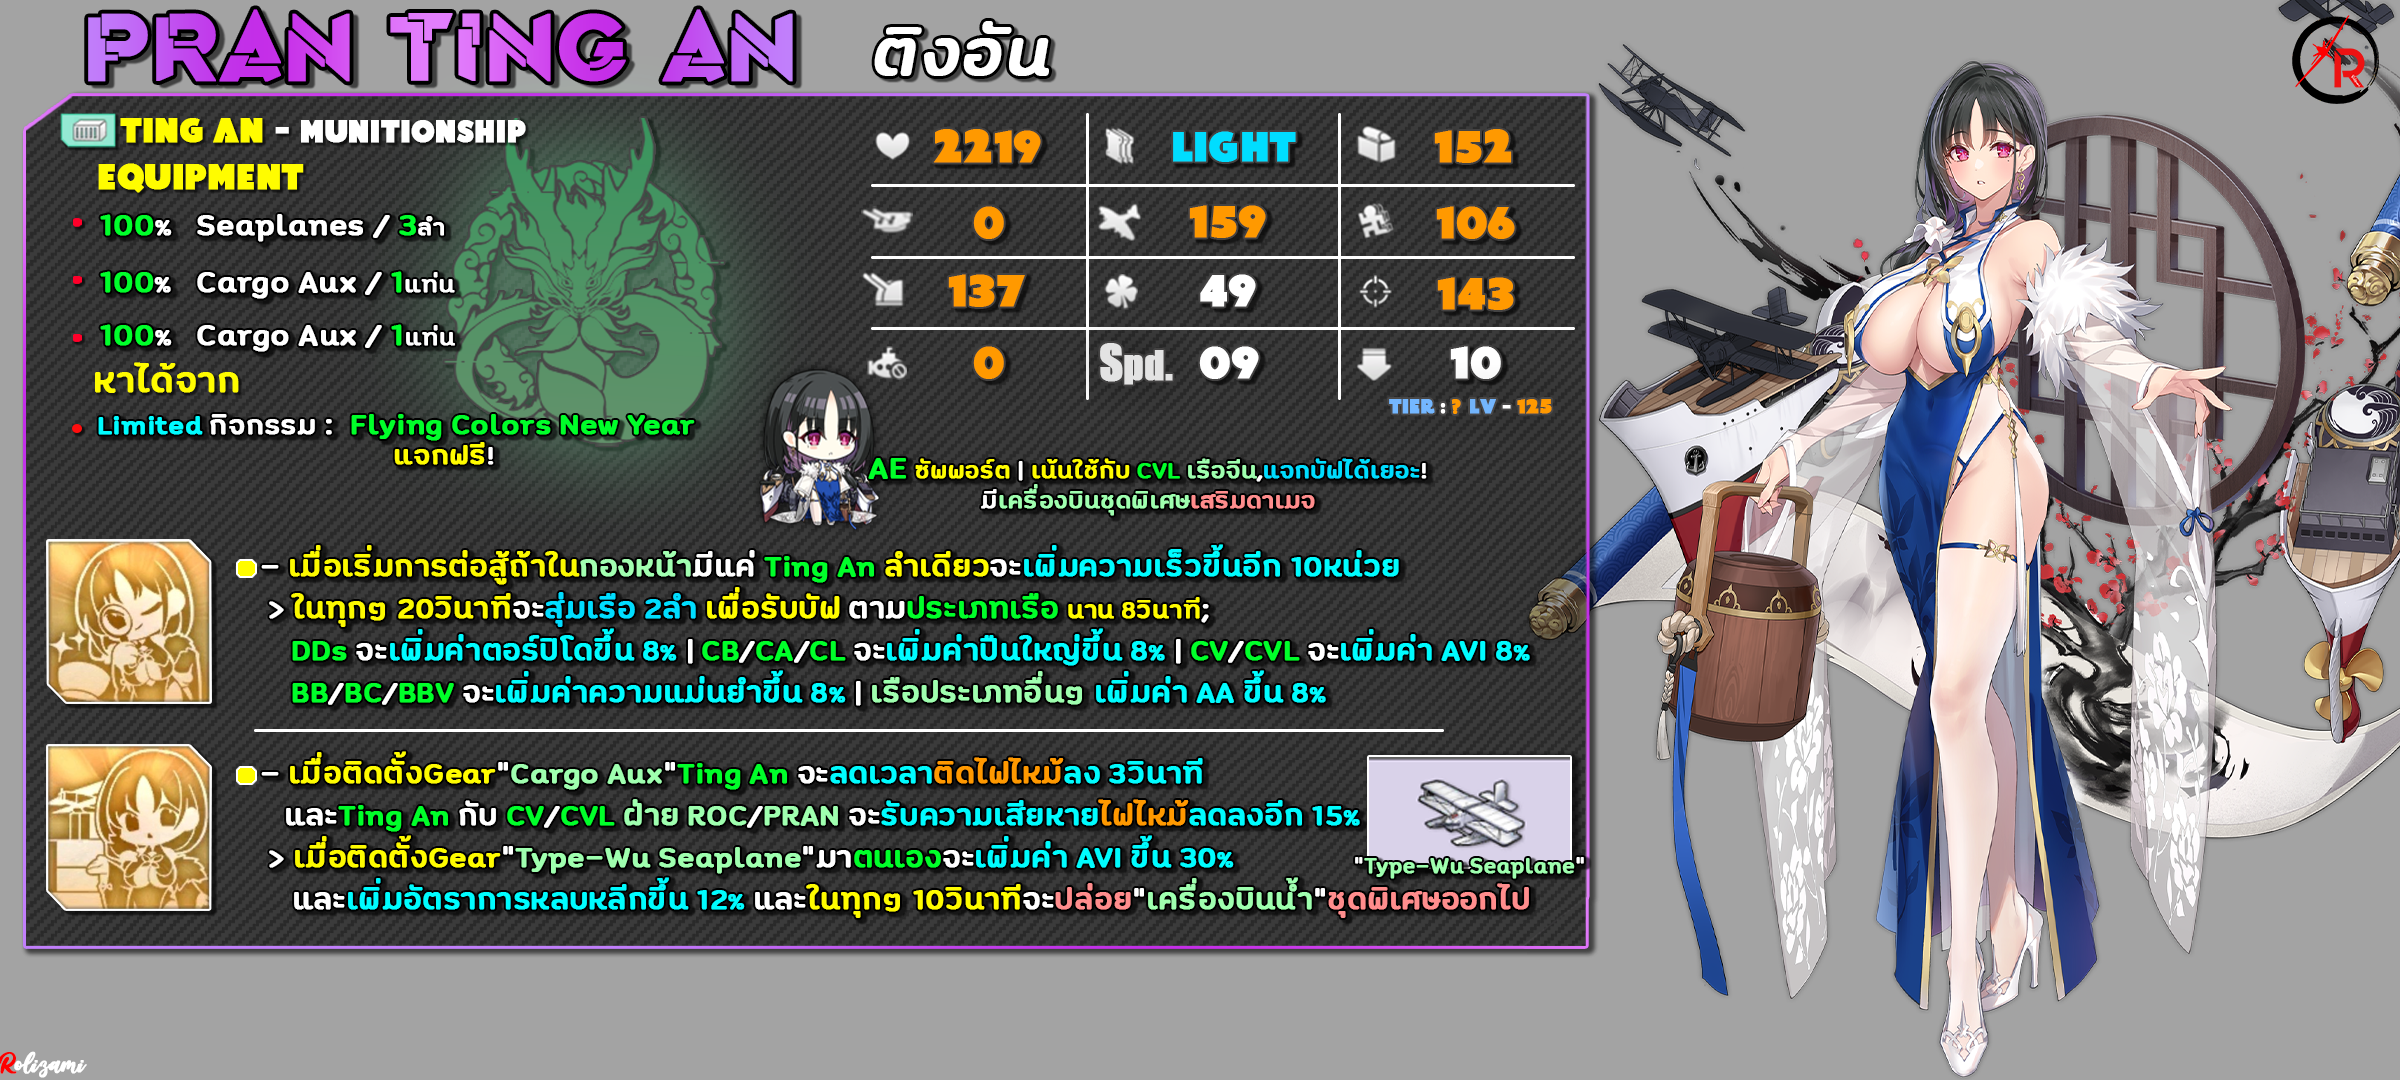 PRAN TING AN ติงอัน
TING AN - MUNITIONSHIP
EQUIPMENT
100% Seaplanes / 3ลำ
100% Cargo Aux / 1แท่น
100% Cargo Aux / 1แท่น
หาได้จาก
Limited กิจกรรม : Flying Colors New Year
แจกฟรี!
2219 LIGHT 152
0 159 106
137 49 143
0 Spd. 09 10
TIER : ? LV - 125
AE ซัพพอร์ต | เน้นใช้กับ CVL เรือจีน,แจกบัฟได้เยอะ!
มีเครื่องบินชุดพิเศษเสริมดาเมจ
– เมื่อเริ่มการต่อสู้ถ้าในกองหน้ามีแค่ Ting An ลำเดียวจะเพิ่มความเร็วขึ้นอีก 10หน่วย
> ในทุกๆ 20วินาทีจะสุ่มเรือ 2ลำ เพื่อรับบัฟ ตามประเภทเรือ นาน 8วินาที;
DDs จะเพิ่มค่าตอร์ปิโดขึ้น 8% | CB/CA/CL จะเพิ่มค่าปืนใหญ่ขึ้น 8% | CV/CVL จะเพิ่มค่า AVI 8%
BB/BC/BBV จะเพิ่มค่าความแม่นยำขึ้น 8% | เรือประเภทอื่นๆ เพิ่มค่า AA ขึ้น 8%
– เมื่อติดตั้งGear"Cargo Aux"Ting An จะลดเวลาติดไฟไหม้ลง 3วินาที
และTing An กับ CV/CVL ฝ่าย ROC/PRAN จะรับความเสียหายไฟไหม้ลดลงอีก 15%
> เมื่อติดตั้งGear"Type-Wu Seaplane"มาตนเองจะเพิ่มค่า AVI ขึ้น 30%
"Type-Wu Seaplane"
และเพิ่มอัตราการหลบหลีกขึ้น 12% และในทุกๆ 10วินาทีจะปล่อย"เครื่องบินน้ำ"ชุดพิเศษออกไป
R
Rolizami